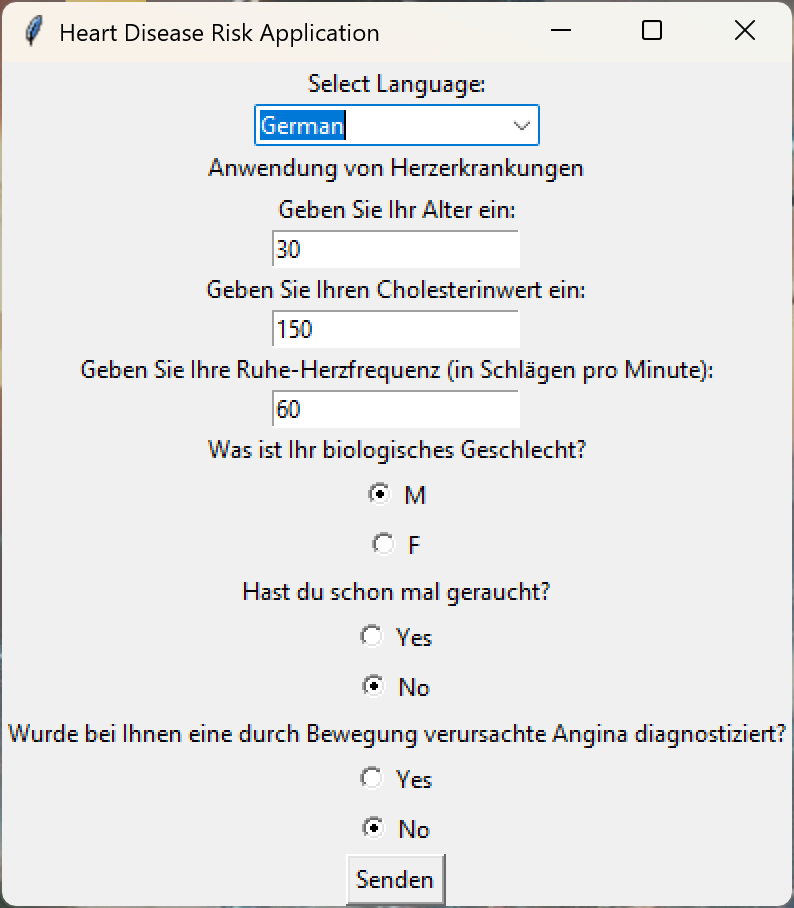 Heart Disease Risk Application
Select Language:
German
Anwendung von Herzerkrankungen
Geben Sie Ihr Alter ein:
30
Geben Sie Ihren Cholesterinwert ein:
150
Geben Sie Ihre Ruhe-Herzfrequenz (in Schlägen pro Minute):
60
Was ist Ihr biologisches Geschlecht?
M
F
Hast du schon mal geraucht?
Yes
No
Wurde bei Ihnen eine durch Bewegung verursachte Angina diagnostiziert?
Yes
No
Senden